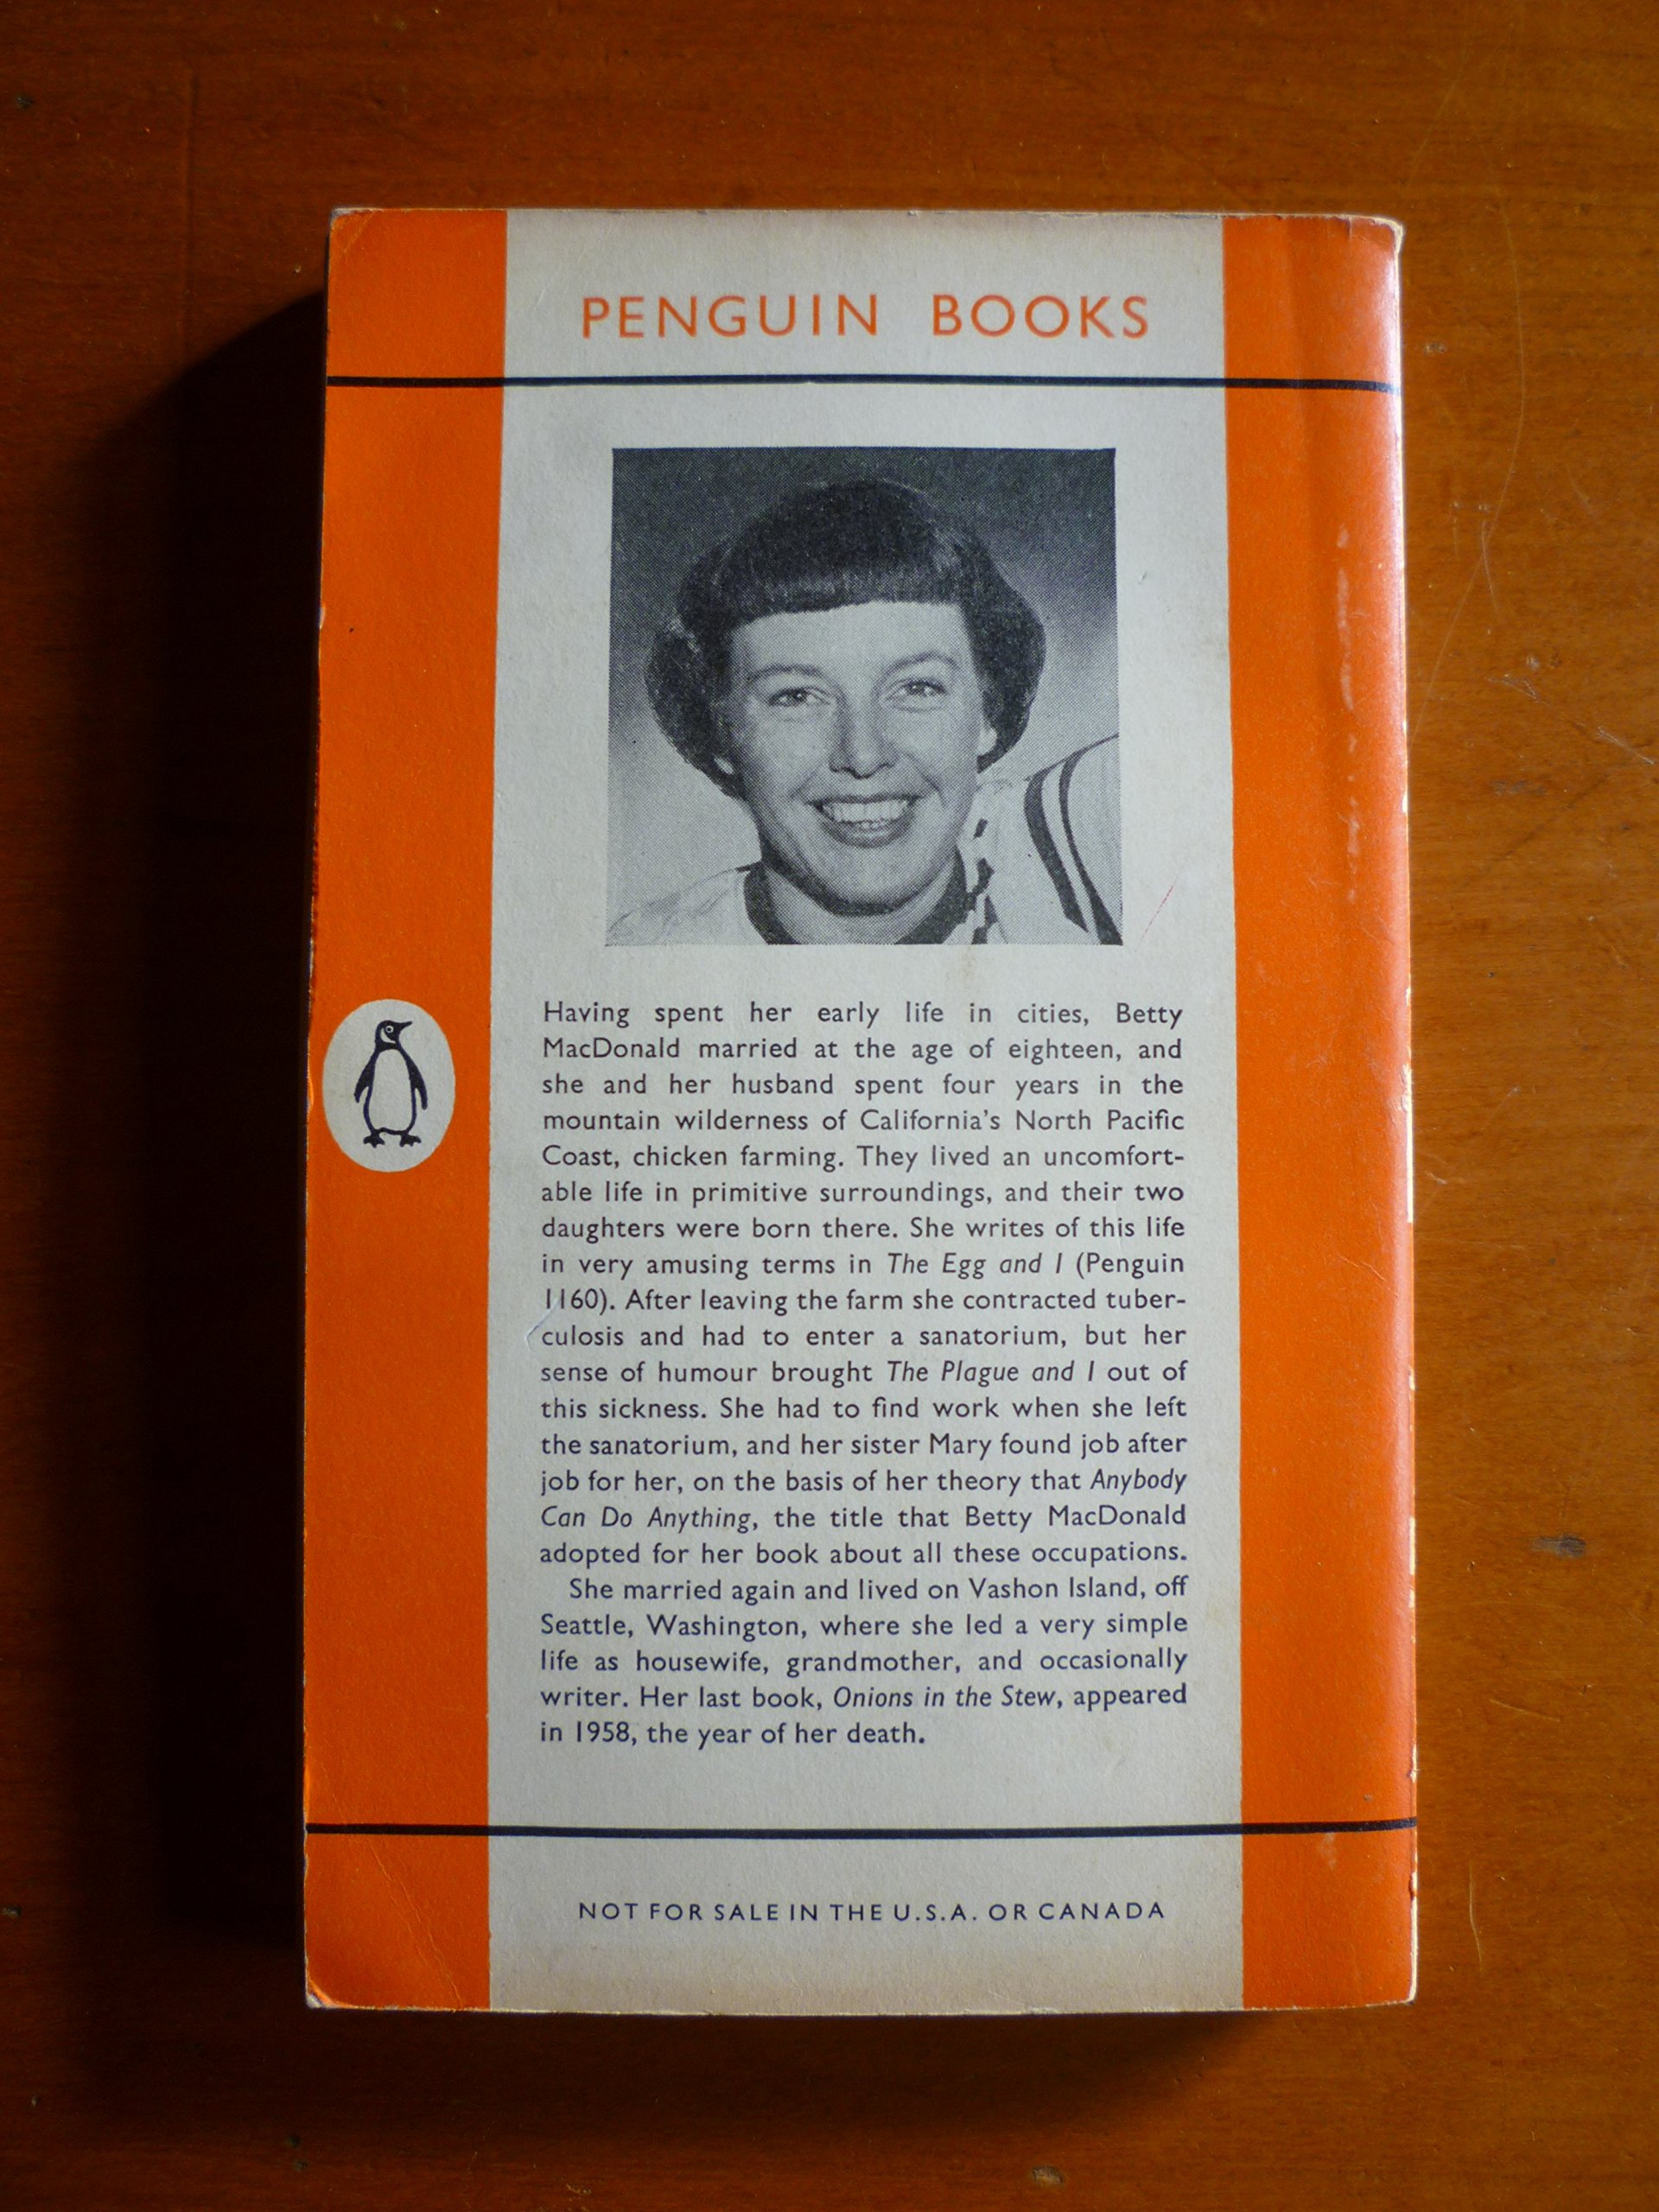 PENGUIN BOOKS
Having spent her early life in cities, Betty
MacDonald married at the age of eighteen, and
she and her husband spent four years in the
mountain wilderness of California's North Pacific
Coast, chicken farming. They lived an uncomfort-
able life in primitive surroundings, and their two
daughters were born there. She writes of this life
in very amusing terms in The Egg and I (Penguin
1160). After leaving the farm she contracted tuber-
culosis and had to enter a sanatorium, but her
sense of humour brought The Plague and I out of
this sickness. She had to find work when she left
the sanatorium, and her sister Mary found job after
job for her, on the basis of her theory that Anybody
Can Do Anything, the title that Betty MacDonald
adopted for her book about all these occupations.
She married again and lived on Vashon Island, off
Seattle, Washington, where she led a very simple
life as housewife, grandmother, and occasionally
writer. Her last book, Onions in the Stew, appeared
in 1958, the year of her death.
NOT FOR SALE IN THE U.S.A. OR CANADA